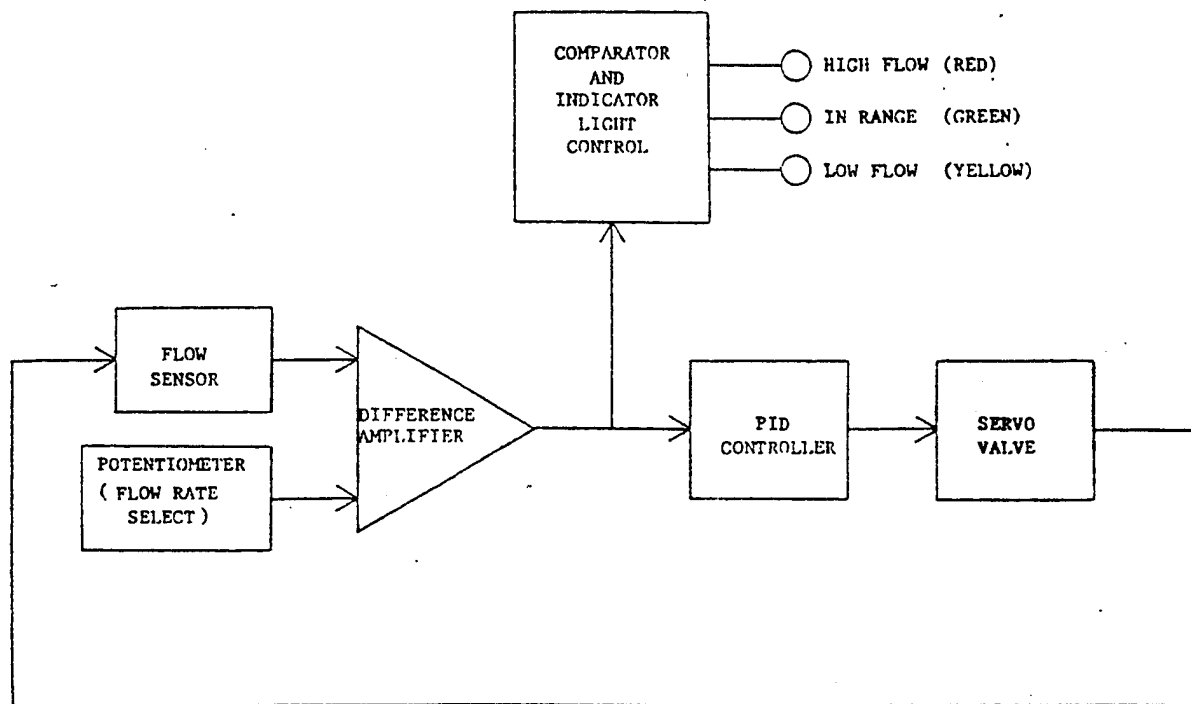 COMPARATOR
AND
INDICATOR
LIGHT
CONTROL
HIGH FLOW (RED)
IN RANGE (GREEN)
LOW FLOW (YELLOW)
FLOW
SENSOR
DIFFERENCE
AMPLIFIER
POTENTIOMETER
( FLOW RATE
SELECT )
PID
CONTROLLER
SERVO
VALVE